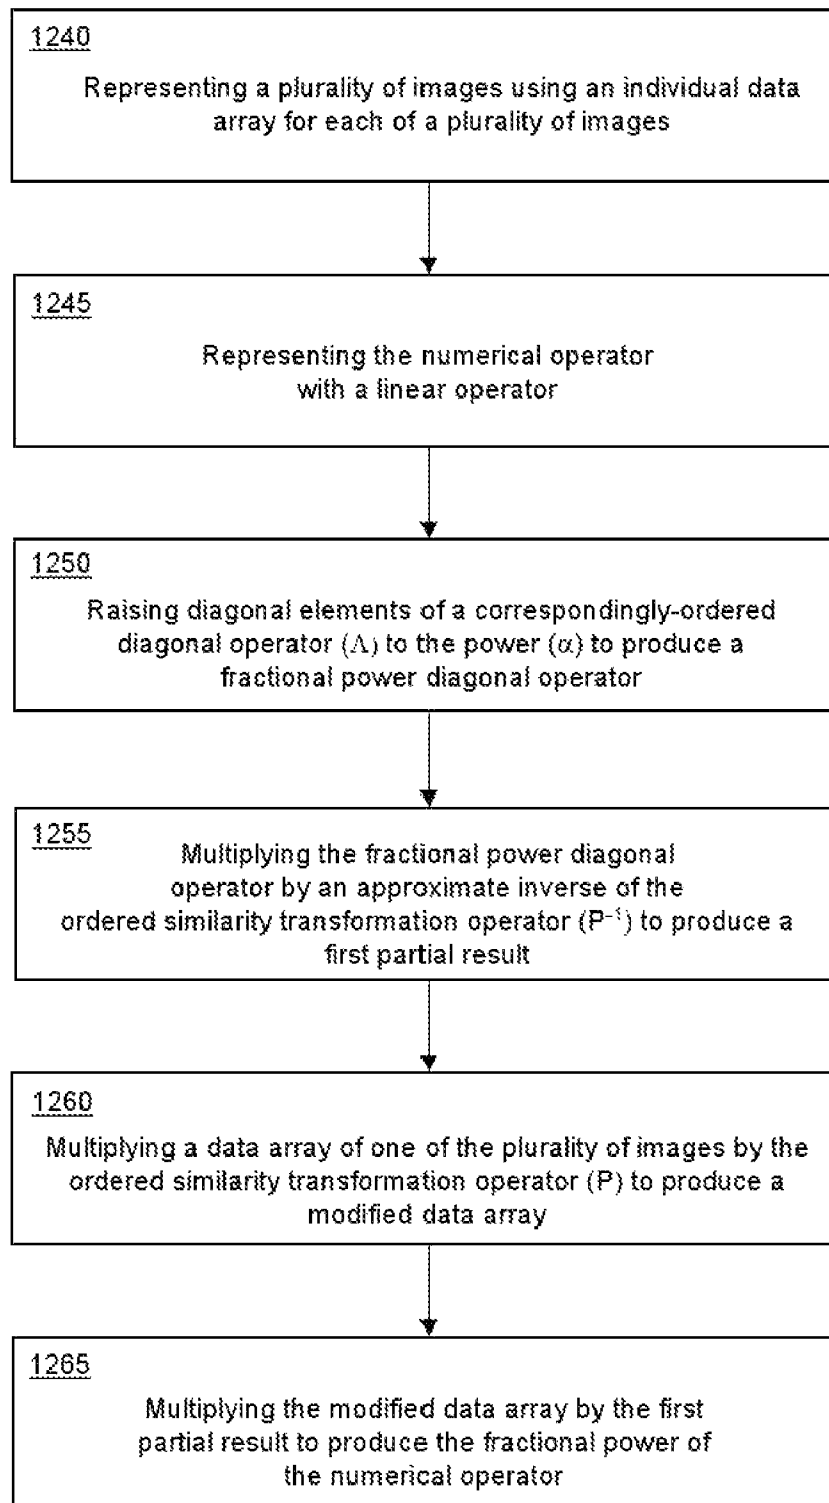 1240
Representing a plurality of images using an individual data
array for each of a plurality of images
1245
Representing the numerical operator
with a linear operator
1250
Raising diagonal elements of a correspondingly-ordered
diagonal operator (Λ) to the power (α) to produce a
fractional power diagonal operator
1255
Multiplying the fractional power diagonal
operator by an approximate inverse of the
ordered similarity transformation operator (P⁻¹) to produce a
first partial result
1260
Multiplying a data array of one of the plurality of images by the
ordered similarity transformation operator (P) to produce a
modified data array
1265
Multiplying the modified data array by the first
partial result to produce the fractional power of
the numerical operator